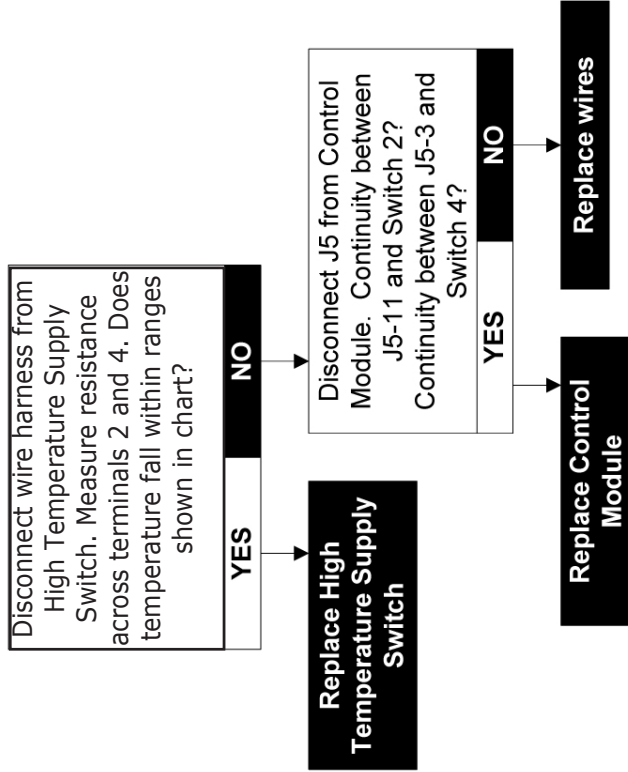 Disconnect wire harness from
High Temperature Supply
Switch. Measure resistance
across terminals 2 and 4. Does
temperature fall within ranges
shown in chart?
YES
NO
Replace High
Temperature Supply
Switch
Disconnect J5 from Control
Module. Continuity between
J5-11 and Switch 2?
Continuity between J5-3 and
Switch 4?
YES
NO
Replace Control
Module
Replace wires